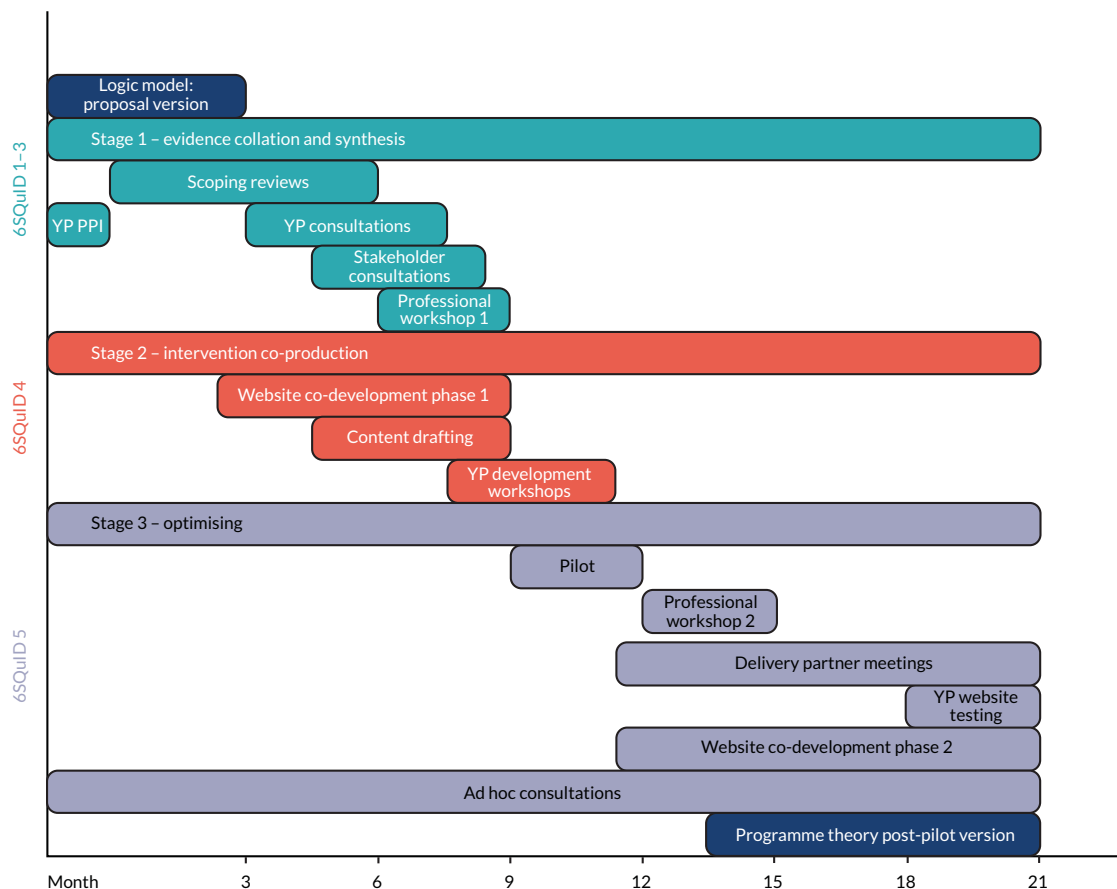 Logic model:
proposal version
6SQuID 1–3
Stage 1 – evidence collation and synthesis
Scoping reviews
YP PPI
YP consultations
Stakeholder
consultations
Professional
workshop 1
6SQuID 4
Stage 2 – intervention co-production
Website co-development phase 1
Content drafting
YP development
workshops
6SQuID 5
Stage 3 – optimising
Pilot
Professional
workshop 2
Delivery partner meetings
YP website
testing
Website co-development phase 2
Ad hoc consultations
Programme theory post-pilot version
Month 3 6 9 12 15 18 21